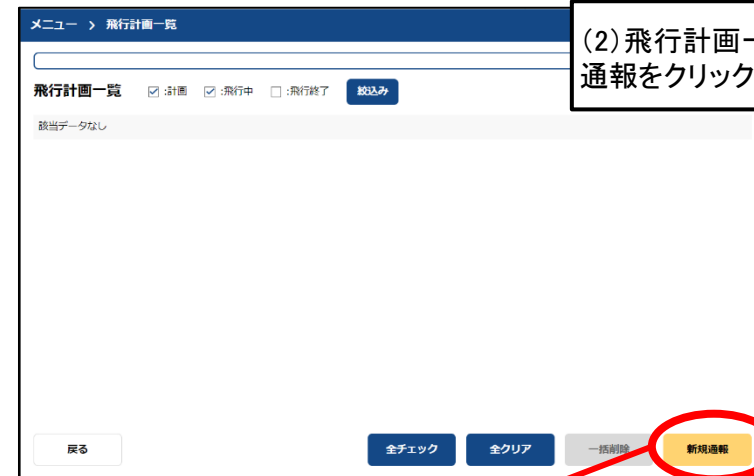 メニュー > 飛行計画一覧
(2)飛行計画
通報をクリック
飛行計画一覧 :計画 :飛行中 :飛行終了 絞込み
該当データなし
戻る 全チェック 全クリア 一括削除 新規通報